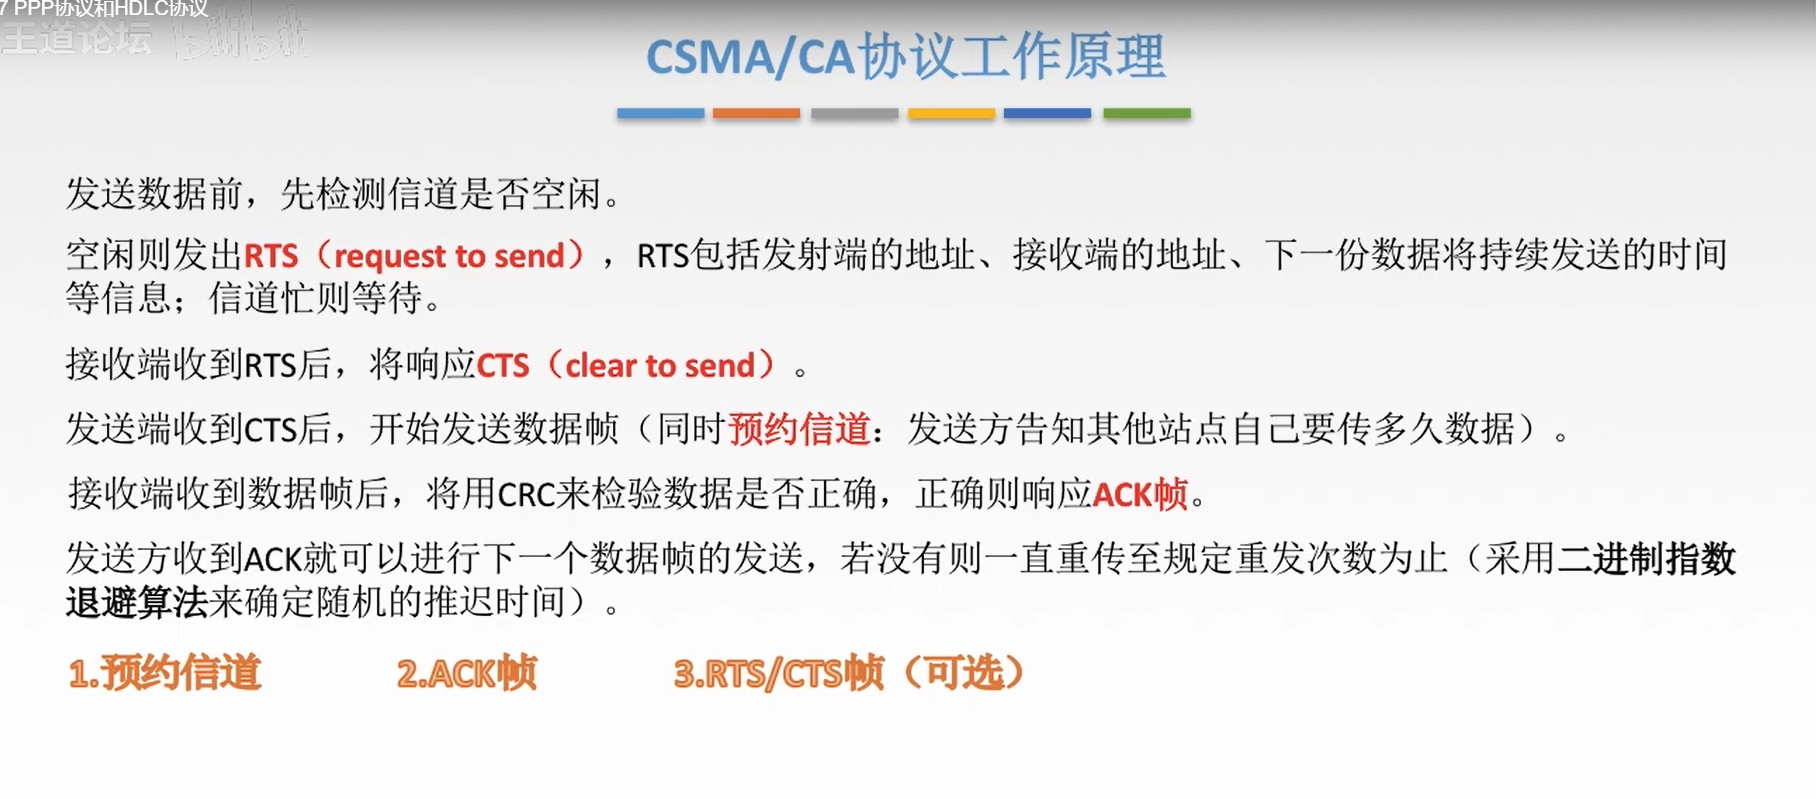 7 PPP协议和HDLC协议
王道论坛 bilibili
CSMA/CA协议工作原理
发送数据前，先检测信道是否空闲。
空闲则发出RTS（request to send），RTS包括发射端的地址、接收端的地址、下一份数据将持续发送的时间
等信息；信道忙则等待。
接收端收到RTS后，将响应CTS（clear to send）。
发送端收到CTS后，开始发送数据帧（同时预约信道：发送方告知其他站点自己要传多久数据）。
接收端收到数据帧后，将用CRC来检验数据是否正确，正确则响应ACK帧。
发送方收到ACK就可以进行下一个数据帧的发送，若没有则一直重传至规定重发次数为止（采用二进制指数
退避算法来确定随机的推迟时间）。
1.预约信道 2.ACK帧 3.RTS/CTS帧（可选）